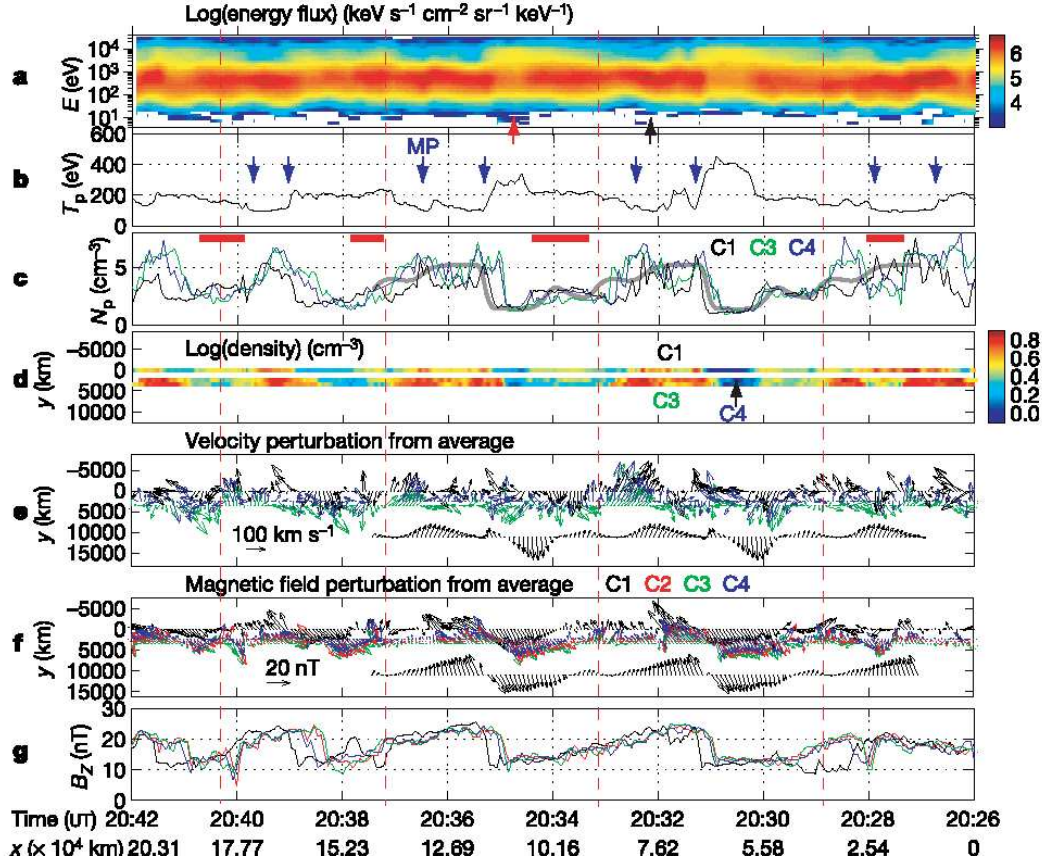 Log(energy flux) (keV s⁻¹ cm⁻² sr⁻¹ keV⁻¹)
a
E (eV)
10⁴
10³
10²
10¹
6
5
4
b
Tₚ (eV)
600
400
200
0
MP
c
Nₚ (cm⁻³)
5
0
C1 C3 C4
d
y (km)
−5000
0
5000
10000
Log(density) (cm⁻³)
C1
C3
C4
0.8
0.6
0.4
0.2
0.0
Velocity perturbation from average
e
y (km)
−5000
0
5000
10000
15000
100 km s⁻¹
Magnetic field perturbation from average C1 C2 C3 C4
f
y (km)
−5000
0
5000
10000
15000
20 nT
g
B_Z (nT)
30
20
10
0
Time (UT) 20:42 20:40 20:38 20:36 20:34 20:32 20:30 20:28 20:26
x (× 10⁴ km) 20.31 17.77 15.23 12.69 10.16 7.62 5.58 2.54 0